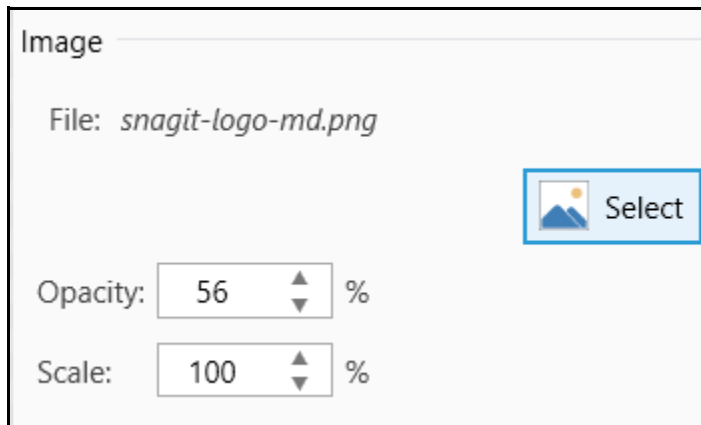 Image
File: snagit-logo-md.png
Select
Opacity: 56 %
Scale: 100 %